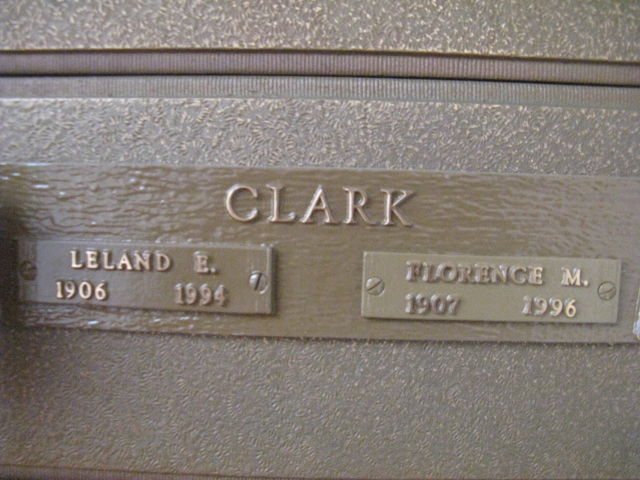 CLARK
LELAND E.
1906 1994
FLORENCE M.
1907 1996